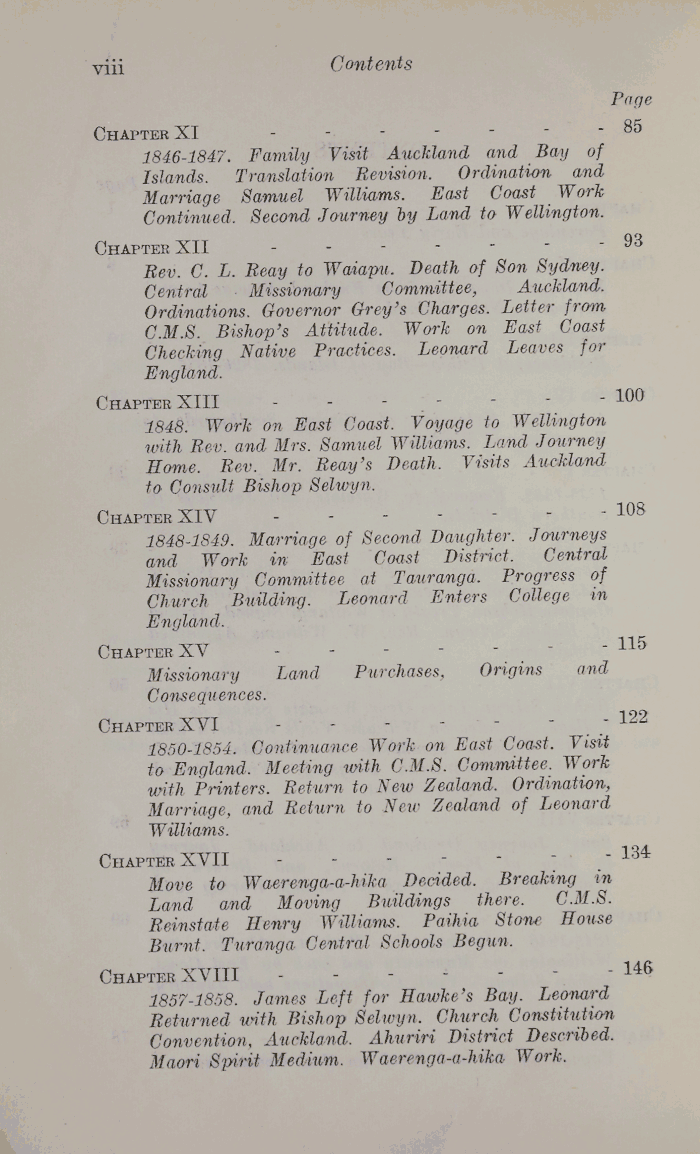 viii Contents
Page
CHAPTER XI - - - - - - - 85
1846-1847. Family Visit Auckland and Bay of
Islands. Translation Revision. Ordination and
Marriage Samuel Williams. East Coast Work
Continued. Second Journey by Land to Wellington.
CHAPTER XII - - - - - - - 93
Rev. C. L. Reay to Waiapu. Death of Son Sydney.
Central Missionary Committee, Auckland.
Ordinations. Governor Grey's Charges. Letter from
C.M.S. Bishop's Attitude. Work on East Coast
Checking Native Practices. Leonard Leaves for
England.
CHAPTER XIII - - - - - - - 100
1848. Work on East Coast. Voyage to Wellington
with Rev. and Mrs. Samuel Williams. Land Journey
Home. Rev. Mr. Reay's Death. Visits Auckland
to Consult Bishop Selwyn.
CHAPTER XIV - - - - - - - 108
1848-1849. Marriage of Second Daughter. Journeys
and Work in East Coast District. Central
Missionary Committee at Tauranga. Progress of
Church Building. Leonard Enters College in
England.
CHAPTER XV - - - - - - - 115
Missionary Land Purchases, Origins and
Consequences.
CHAPTER XVI - - - - - - - 122
1850-1854. Continuance Work on East Coast. Visit
to England. Meeting with C.M.S. Committee. Work
with Printers. Return to New Zealand. Ordination,
Marriage, and Return to New Zealand of Leonard
Williams.
CHAPTER XVII - - - - - - - 134
Move to Waerenga-a-hika Decided. Breaking in
Land and Moving Buildings there. C.M.S.
Reinstate Henry Williams. Paihia Stone House
Burnt. Turanga Central Schools Begun.
CHAPTER XVIII - - - - - - - 146
1857-1858. James Left for Hawke's Bay. Leonard
Returned with Bishop Selwyn. Church Constitution
Convention, Auckland. Ahuriri District Described.
Maori Spirit Medium. Waerenga-a-hika Work.